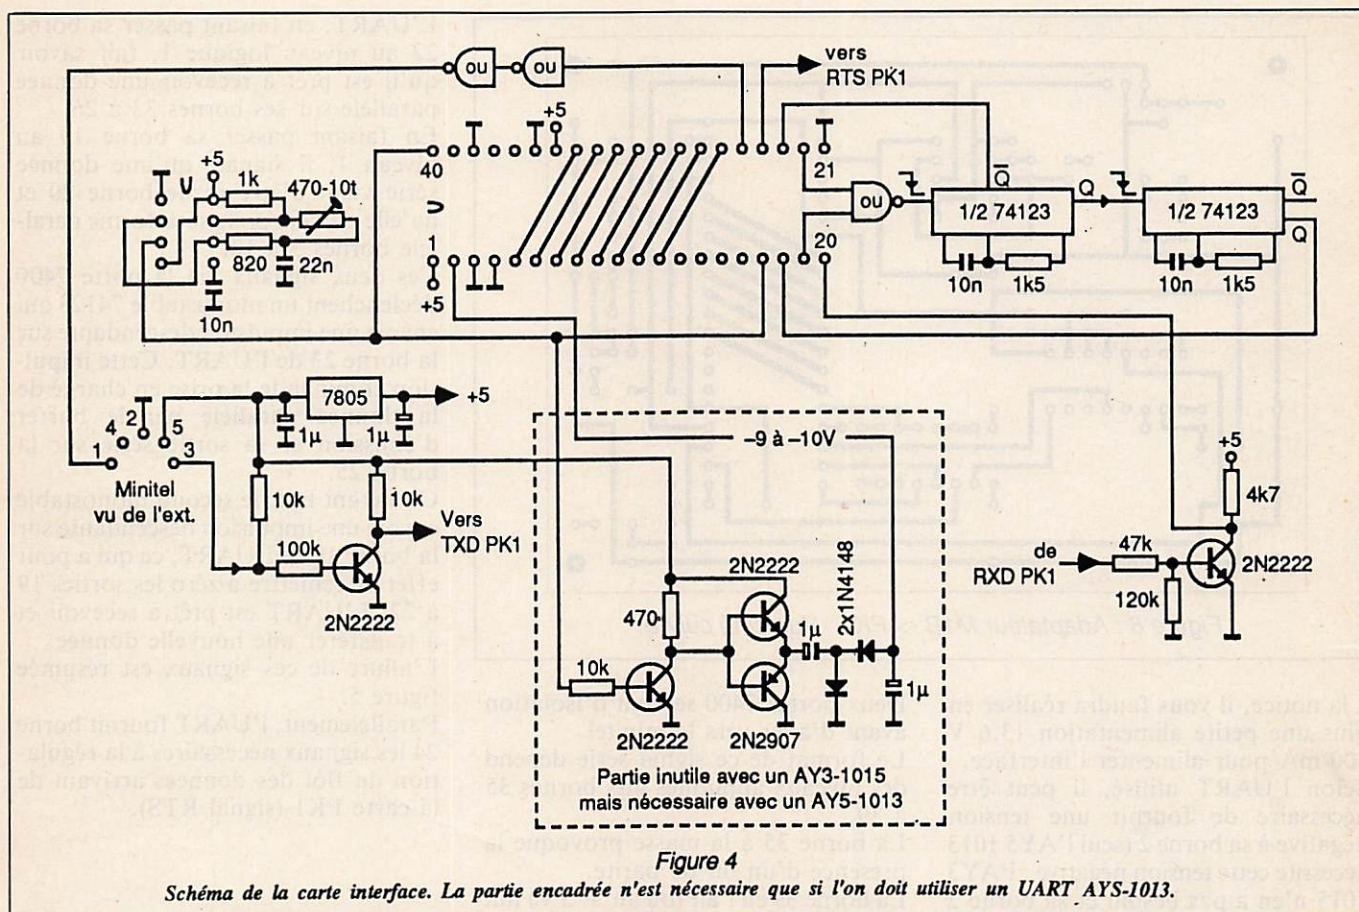 ou
ou
vers
RTS PK1
+5
+5
1k
470-10t
40
21
ou
Q̅
Q
Q̅
1/2 74123
1/2 74123
Q
820
22n
1
20
10n
1k5
10n
1k5
+5
10n
7805
+5
4
2
5
1µ
1µ
–9 à –10V
1
3
+5
Minitel
vu de l'ext.
10k
10k
4k7
Vers
TXD PK1
100k
de
RXD PK1
47k
2N2222
2N2222
2x1N4148
120k
2N2222
470
1µ
10k
1µ
2N2222
2N2907
Partie inutile avec un AY3-1015
mais nécessaire avec un AY5-1013
Figure 4
Schéma de la carte interface. La partie encadrée n'est nécessaire que si l'on doit utiliser un UART AYS-1013.